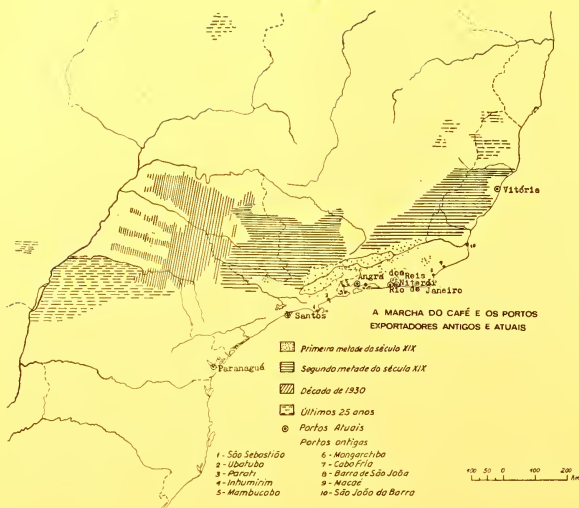 Vitória
10
Angra dos Reis
Niterói
Rio de Janeiro
Santos
Paranaguá
A MARCHA DO CAFÉ E OS PORTOS
EXPORTADORES ANTIGOS E ATUAIS
Primeira metade do século XIX
Segunda metade do século XIX
Década de 1930
Últimos 25 anos
Portos Atuais
Portos antigos
1 - São Sebastião
2 - Ubatuba
3 - Parati
4 - Inhumirim
5 - Mambucaba
6 - Mangaratiba
7 - Cabo Frio
8 - Barra de São João
9 - Macaé
10 - São João da Barra
100 50 0 100 200
Km